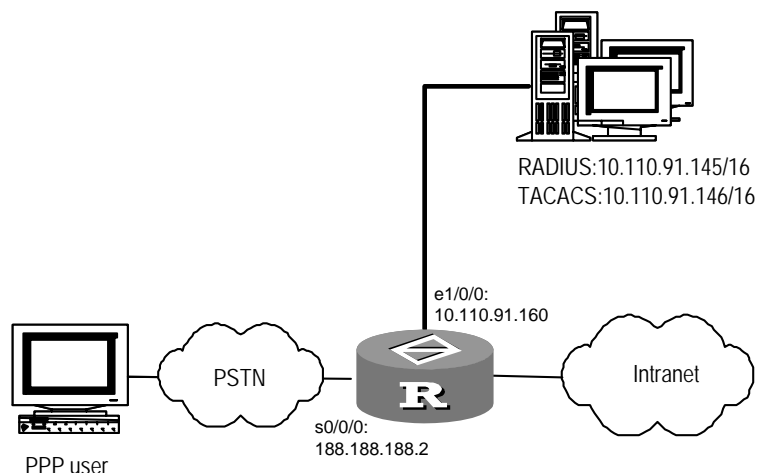 RADIUS:10.110.91.145/16
TACACS:10.110.91.146/16
e1/0/0:
10.110.91.160
PSTN
Intranet
R
s0/0/0:
188.188.188.2
PPP user